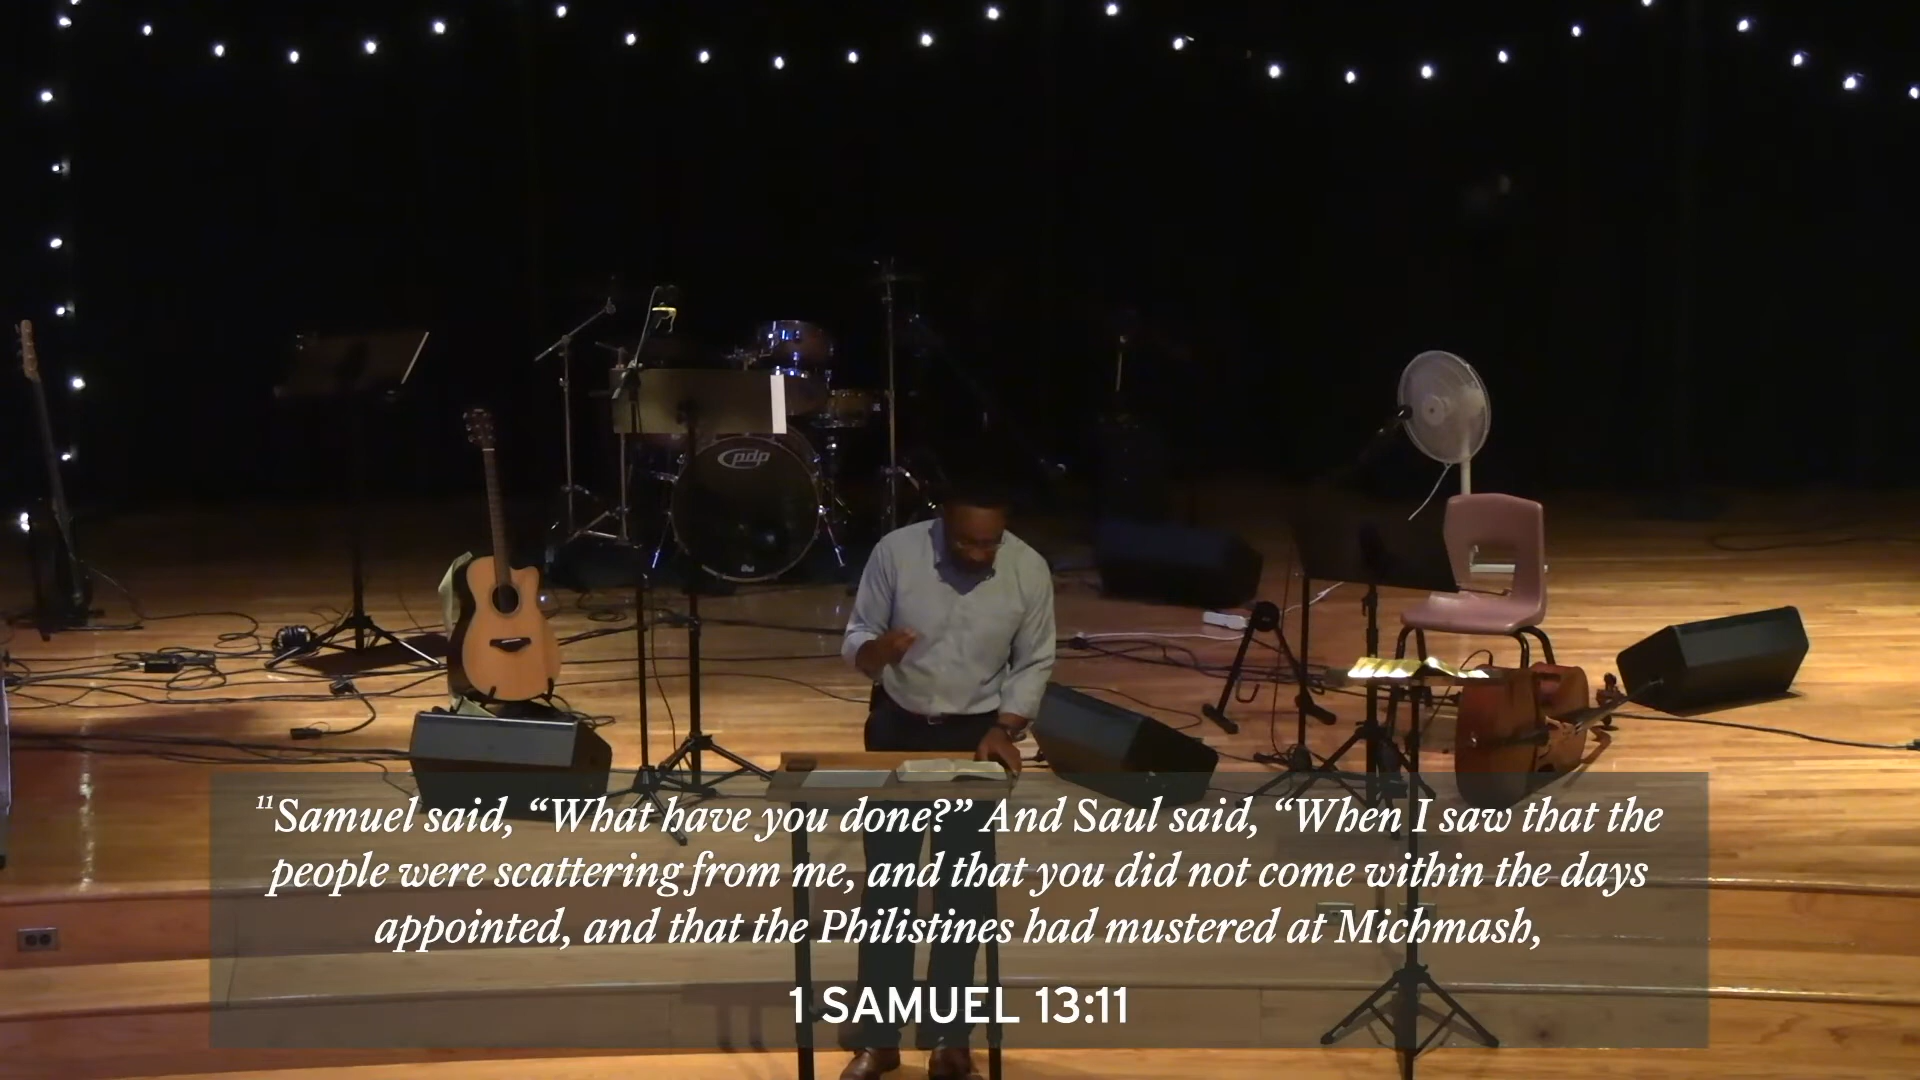 pdp
¹¹Samuel said, “What have you done?” And Saul said, “When I saw that the
people were scattering from me, and that you did not come within the days
appointed, and that the Philistines had mustered at Michmash,
1 SAMUEL 13:11